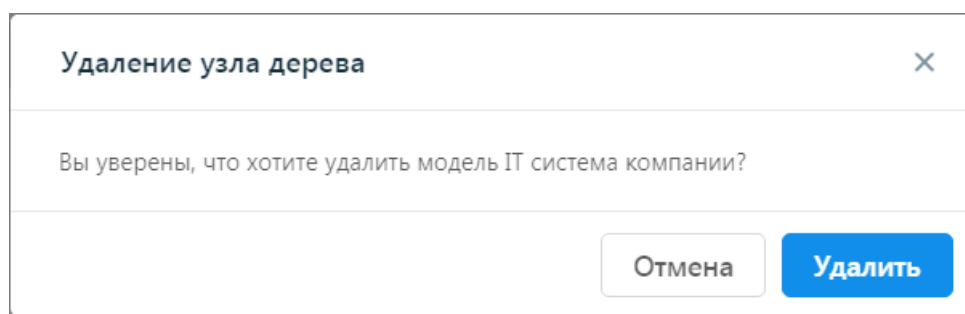 Удаление узла дерева
Вы уверены, что хотите удалить модель IT система компании?
Отмена
Удалить